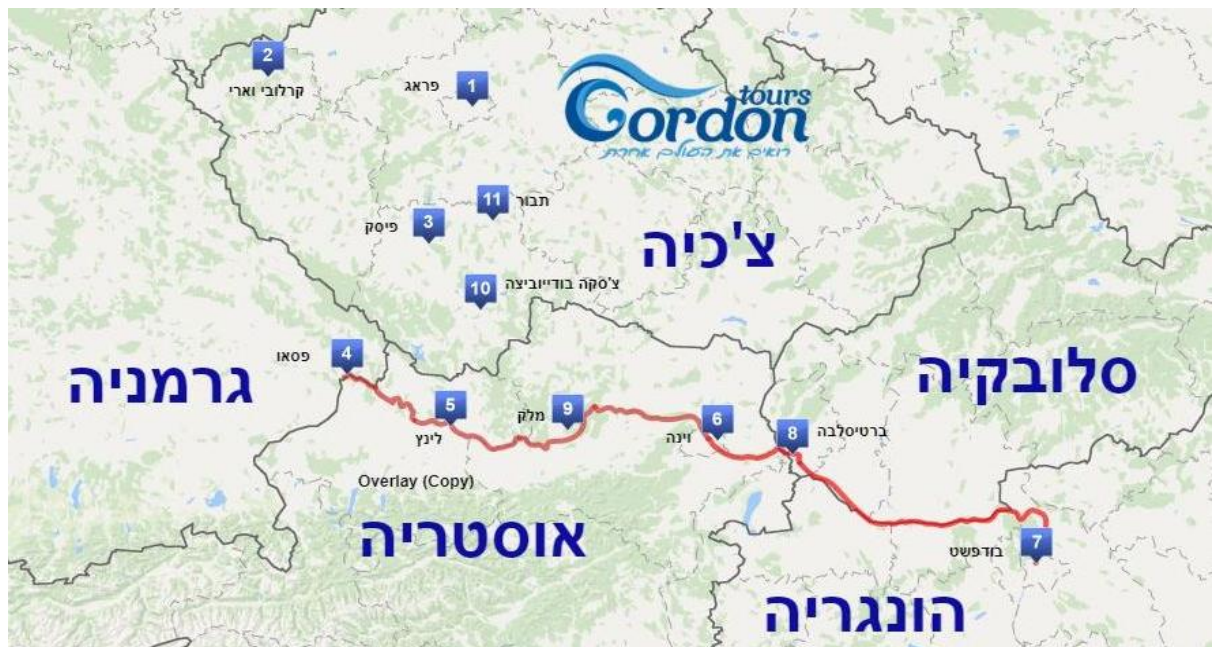 2
קרלובי וארי
1
פראג
tours
Gordon
רואים את העולם אחרת
11
תבור
3
פיסק
צ'כיה
10
צ'סקה בודייוביצה
4
פסאו
גרמניה
סלובקיה
5
לינץ
9
מלק
6
וינה
8
ברטיסלבה
Overlay (Copy)
אוסטריה
7
בודפשט
הונגריה